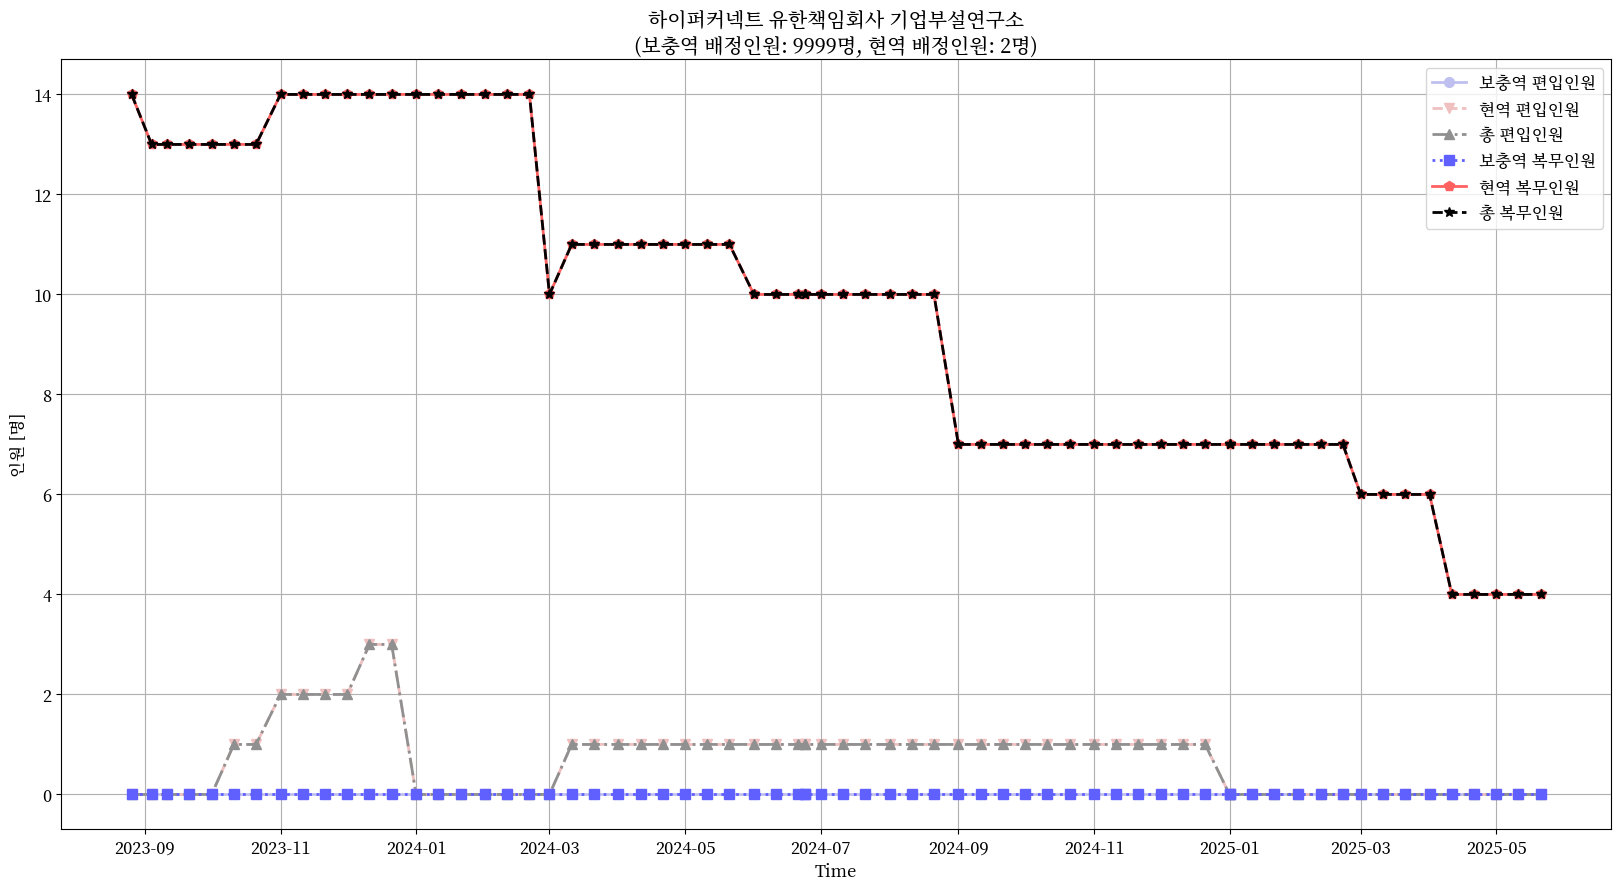 하이퍼커넥트 유한책임회사 기업부설연구소
(보충역 배정인원: 9999명, 현역 배정인원: 2명)
보충역 편입인원
현역 편입인원
총 편입인원
보충역 복무인원
현역 복무인원
총 복무인원
인원 [명]
14
12
10
8
6
4
2
0
2023-09 2023-11 2024-01 2024-03 2024-05 2024-07 2024-09 2024-11 2025-01 2025-03 2025-05
Time